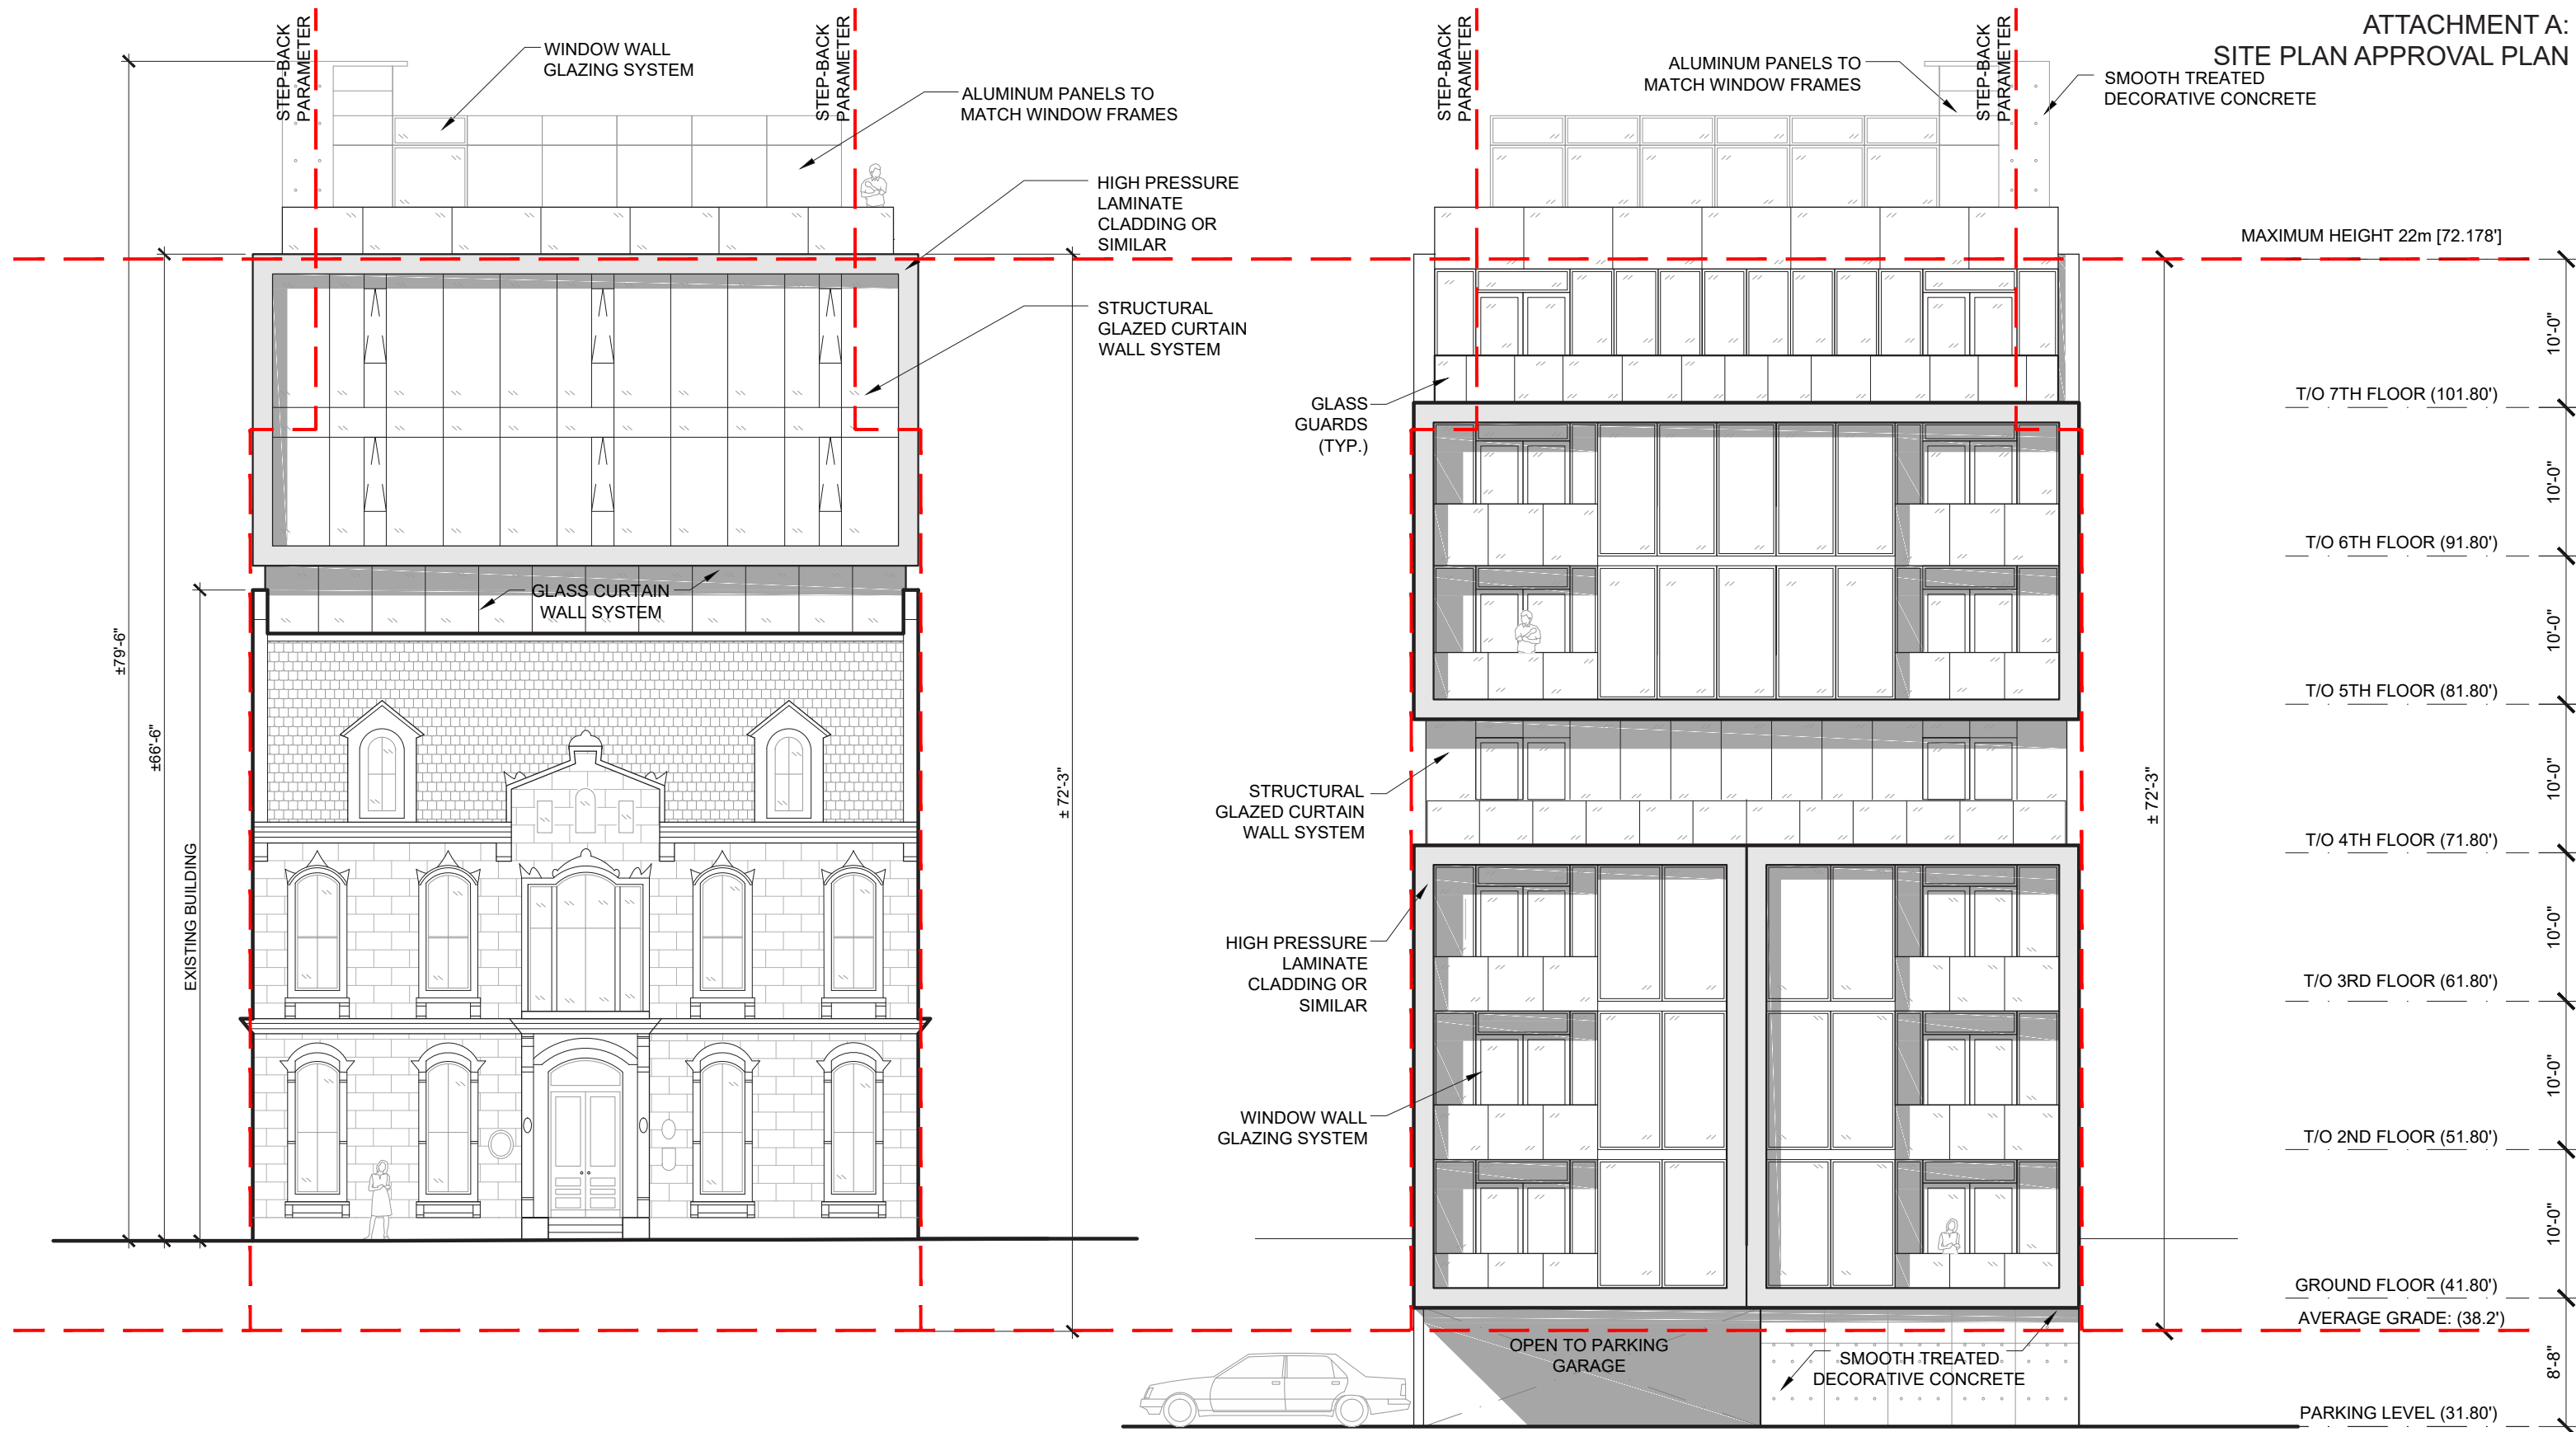 ATTACHMENT A:
SITE PLAN APPROVAL PLAN
STEP-BACK
PARAMETER
WINDOW WALL
GLAZING SYSTEM
STEP-BACK
PARAMETER
ALUMINUM PANELS TO
MATCH WINDOW FRAMES
HIGH PRESSURE
LAMINATE
CLADDING OR
SIMILAR
STRUCTURAL
GLAZED CURTAIN
WALL SYSTEM
GLASS CURTAIN
WALL SYSTEM
±79'-6"
±66'-6"
EXISTING BUILDING
± 72'-3"
STEP-BACK
PARAMETER
ALUMINUM PANELS TO
MATCH WINDOW FRAMES
STEP-BACK
PARAMETER
SMOOTH TREATED
DECORATIVE CONCRETE
GLASS
GUARDS
(TYP.)
STRUCTURAL
GLAZED CURTAIN
WALL SYSTEM
HIGH PRESSURE
LAMINATE
CLADDING OR
SIMILAR
WINDOW WALL
GLAZING SYSTEM
OPEN TO PARKING
GARAGE
SMOOTH TREATED
DECORATIVE CONCRETE
± 72'-3"
MAXIMUM HEIGHT 22m [72.178']
10'-0"
T/O 7TH FLOOR (101.80')
10'-0"
T/O 6TH FLOOR (91.80')
10'-0"
T/O 5TH FLOOR (81.80')
10'-0"
T/O 4TH FLOOR (71.80')
10'-0"
T/O 3RD FLOOR (61.80')
10'-0"
T/O 2ND FLOOR (51.80')
10'-0"
GROUND FLOOR (41.80')
AVERAGE GRADE: (38.2')
8'-8"
PARKING LEVEL (31.80')